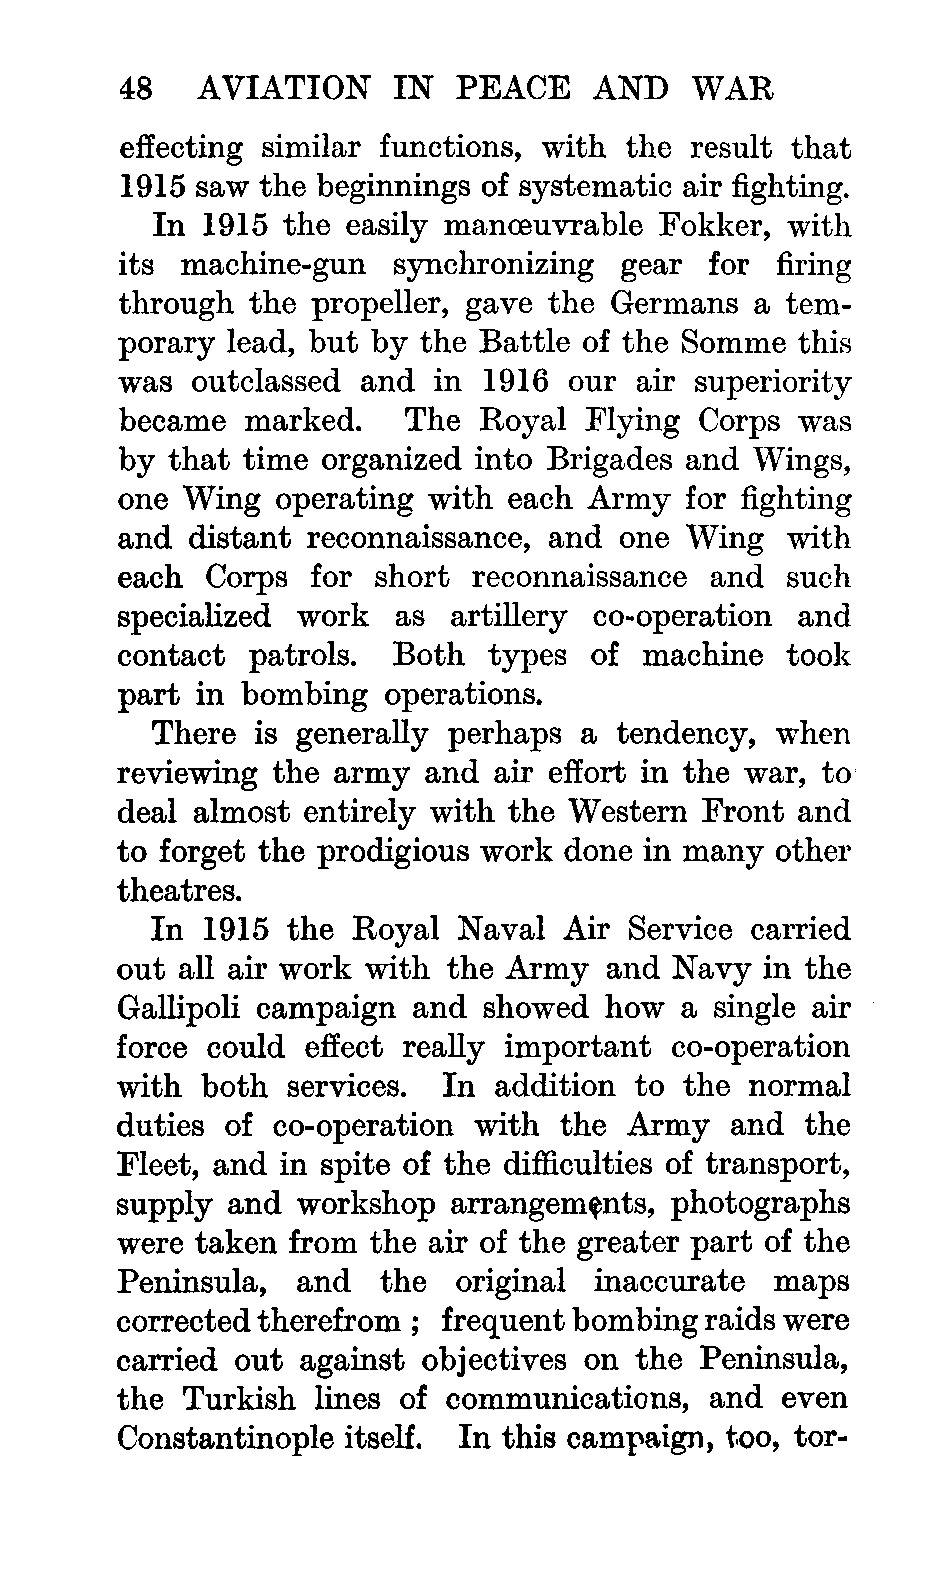 48 AVIATION IN PEACE AND WAR
effecting similar functions, with the result that
1915 saw the beginnings of systematic air fighting.
In 1915 the easily manœuvrable Fokker, with
its machine-gun synchronizing gear for firing
through the propeller, gave the Germans a tem-
porary lead, but by the Battle of the Somme this
was outclassed and in 1916 our air superiority
became marked. The Royal Flying Corps was
by that time organized into Brigades and Wings,
one Wing operating with each Army for fighting
and distant reconnaissance, and one Wing with
each Corps for short reconnaissance and such
specialized work as artillery co-operation and
contact patrols. Both types of machine took
part in bombing operations.
There is generally perhaps a tendency, when
reviewing the army and air effort in the war, to
deal almost entirely with the Western Front and
to forget the prodigious work done in many other
theatres.
In 1915 the Royal Naval Air Service carried
out all air work with the Army and Navy in the
Gallipoli campaign and showed how a single air
force could effect really important co-operation
with both services. In addition to the normal
duties of co-operation with the Army and the
Fleet, and in spite of the difficulties of transport,
supply and workshop arrangements, photographs
were taken from the air of the greater part of the
Peninsula, and the original inaccurate maps
corrected therefrom ; frequent bombing raids were
carried out against objectives on the Peninsula,
the Turkish lines of communications, and even
Constantinople itself. In this campaign, too, tor-